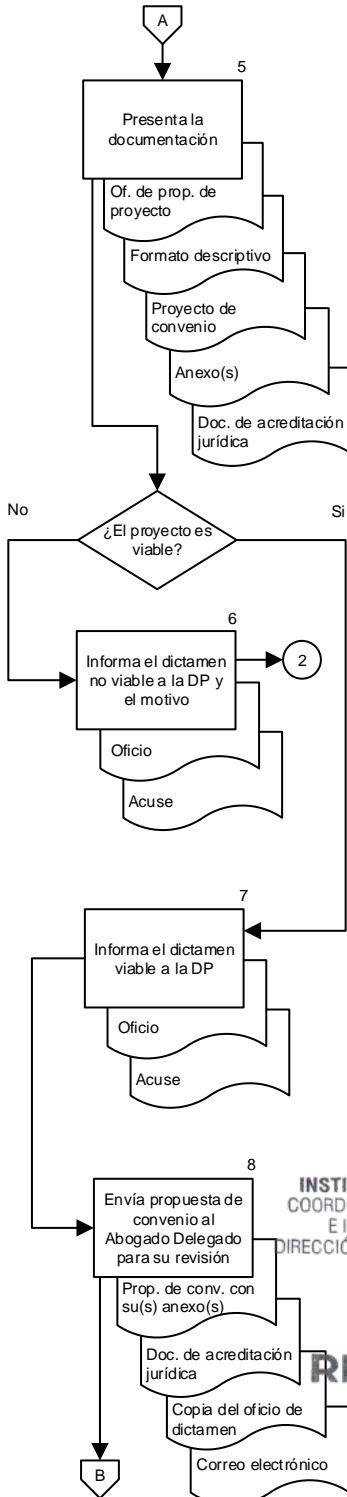 A
5
Presenta la
documentación
Of. de prop. de
proyecto
Formato descriptivo
Proyecto de
convenio
Anexo(s)
Doc. de acreditación
jurídica
No
Si
¿El proyecto es
viable?
6
Informa el dictamen
no viable a la DP y
el motivo
2
Oficio
Acuse
7
Informa el dictamen
viable a la DP
Oficio
Acuse
8
Envía propuesta de
convenio al
Abogado Delegado
para su revisión
Prop. de conv. con
su(s) anexo(s)
Doc. de acreditación
jurídica
Copia del oficio de
dictamen
Correo electrónico
B